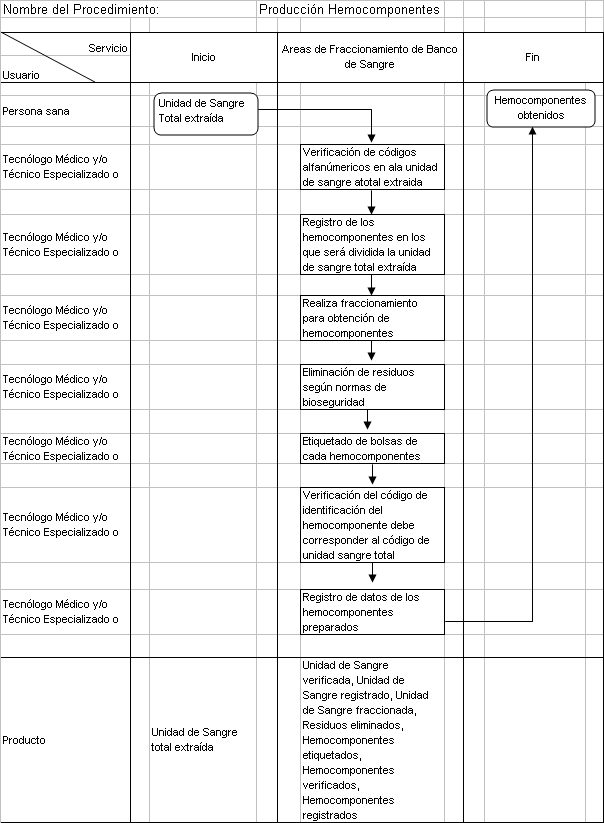 Nombre del Procedimiento: Producción Hemocomponentes
Servicio
Usuario
Inicio
Areas de Fraccionamiento de Banco
de Sangre
Fin
Persona sana
Unidad de Sangre
Total extraída
Hemocomponentes
obtenidos
Tecnólogo Médico y/o
Técnico Especializado o
Verificación de códigos
alfanúmericos en ala unidad
de sangre atotal extraida
Tecnólogo Médico y/o
Técnico Especializado o
Registro de los
hemocomponentes en los
que será dividida la unidad
de sangre total extraída
Tecnólogo Médico y/o
Técnico Especializado o
Realiza fraccionamiento
para obtención de
hemocomponentes
Tecnólogo Médico y/o
Técnico Especializado o
Eliminación de residuos
según normas de
bioseguridad
Tecnólogo Médico y/o
Técnico Especializado o
Etiquetado de bolsas de
cada hemocomponentes
Tecnólogo Médico y/o
Técnico Especializado o
Verificación del código de
identificación del
hemocomponente debe
corresponder al código de
unidad sangre total
Tecnólogo Médico y/o
Técnico Especializado o
Registro de datos de los
hemocomponentes
preparados
Producto
Unidad de Sangre
total extraída
Unidad de Sangre
verificada, Unidad de
Sangre registrado, Unidad
de Sangre fraccionada,
Residuos eliminados,
Hemocomponentes
etiquetados,
Hemocomponentes
verificados,
Hemocomponentes
registrados